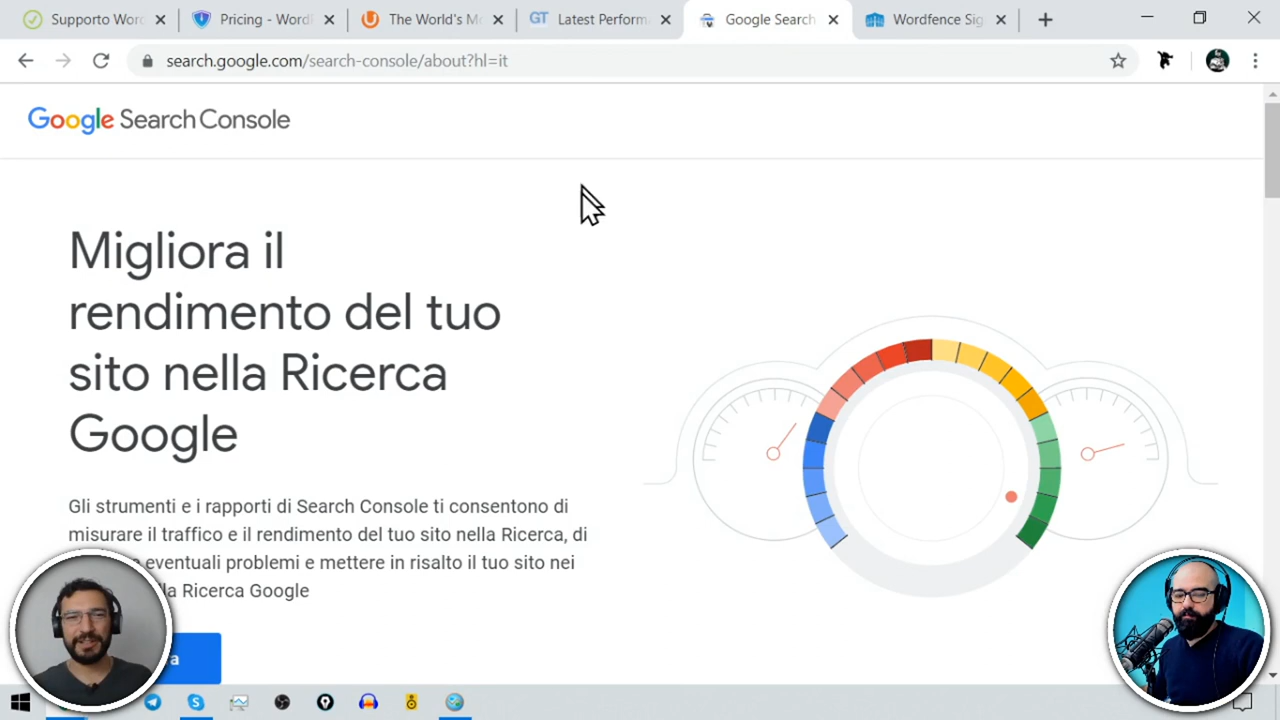 Supporto Word
Pricing - WordP
The World's Mo
GT Latest Perform
Google Search
Wordfence Sig
search.google.com/search-console/about?hl=it
Google Search Console
Migliora il
rendimento del tuo
sito nella Ricerca
Google
Gli strumenti e i rapporti di Search Console ti consentono di
misurare il traffico e il rendimento del tuo sito nella Ricerca, di
eventuali problemi e mettere in risalto il tuo sito nei
la Ricerca Google
a